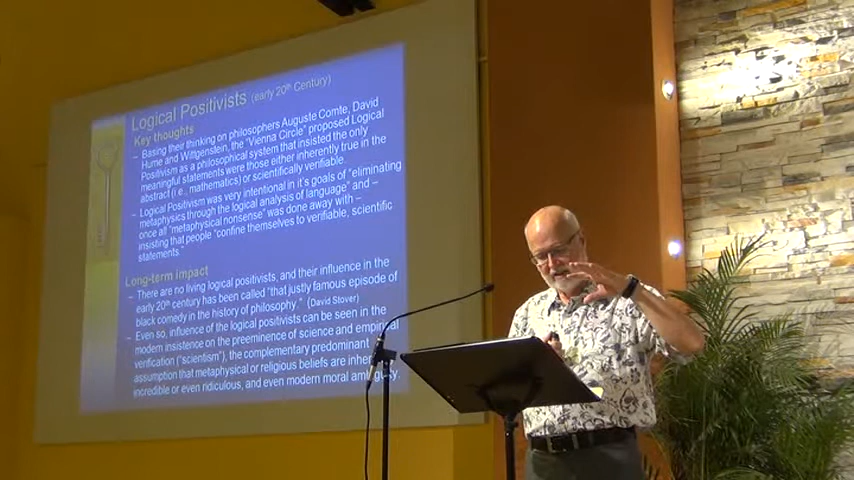 Logical Positivists (early 20th Century)
Key thoughts
– Basing their thinking on philosophers Auguste Comte, David
Hume and Wittgenstein, the "Vienna Circle" proposed Logical
Positivism as a philosophical system that insisted the only
meaningful statements were those either inherently true in the
abstract (i.e., mathematics) or scientifically verifiable.
– Logical Positivism was very intentional in it's goals of "eliminating
metaphysics through the logical analysis of language" and –
once all "metaphysical nonsense" was done away with –
insisting that people "confine themselves to verifiable, scientific
statements."
Long-term impact
– There are no living logical positivists, and their influence in the
early 20th century has been called "that justly famous episode of
black comedy in the history of philosophy." (David Stover)
– Even so, influence of the logical positivists can be seen in the
modern insistence on the preeminence of science and empirical
verification ("scientism"), the complementary predominant
assumption that metaphysical or religious beliefs are
incredible or even ridiculous, and even modern moral